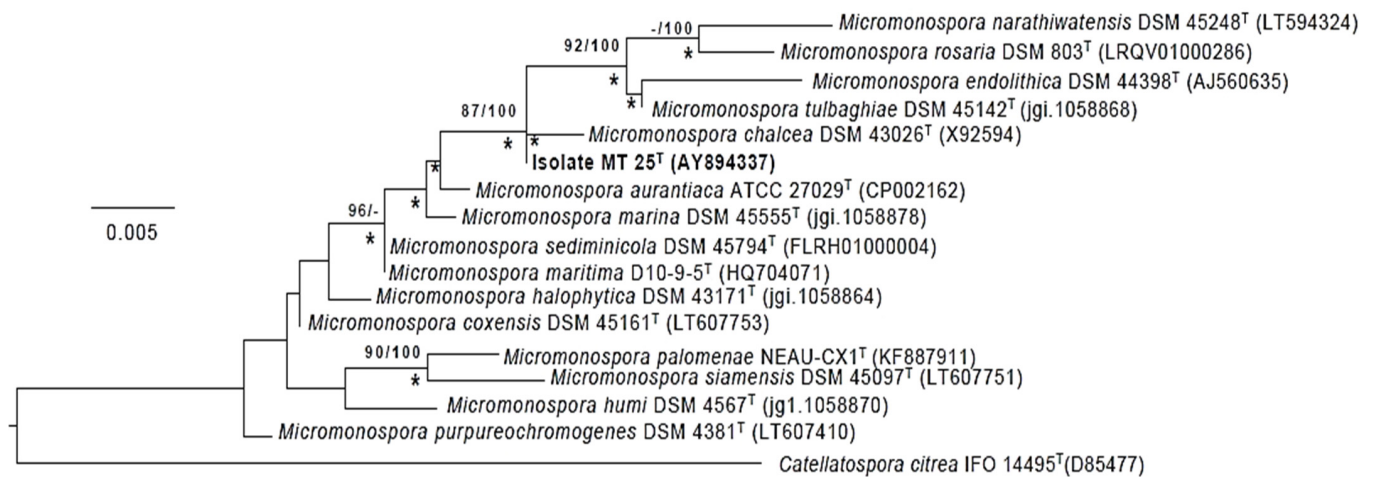 Micromonospora narathiwatensis DSM 45248ᵀ (LT594324)
-/100
Micromonospora rosaria DSM 803ᵀ (LRQV01000286)
*
92/100
Micromonospora endolithica DSM 44398ᵀ (AJ560635)
*
*
Micromonospora tulbaghiae DSM 45142ᵀ (jgi.1058868)
87/100
Micromonospora chalcea DSM 43026ᵀ (X92594)
*
*
Isolate MT 25ᵀ (AY894337)
*
Micromonospora aurantiaca ATCC 27029ᵀ (CP002162)
*
Micromonospora marina DSM 45555ᵀ (jgi.1058878)
96/-
*
0.005
Micromonospora sediminicola DSM 45794ᵀ (FLRH01000004)
Micromonospora maritima D10-9-5ᵀ (HQ704071)
Micromonospora halophytica DSM 43171ᵀ (jgi.1058864)
Micromonospora coxensis DSM 45161ᵀ (LT607753)
90/100
Micromonospora palomenae NEAU-CX1ᵀ (KF887911)
*
Micromonospora siamensis DSM 45097ᵀ (LT607751)
Micromonospora humi DSM 4567ᵀ (jg1.1058870)
Micromonospora purpureochromogenes DSM 4381ᵀ (LT607410)
Catellatospora citrea IFO 14495ᵀ(D85477)